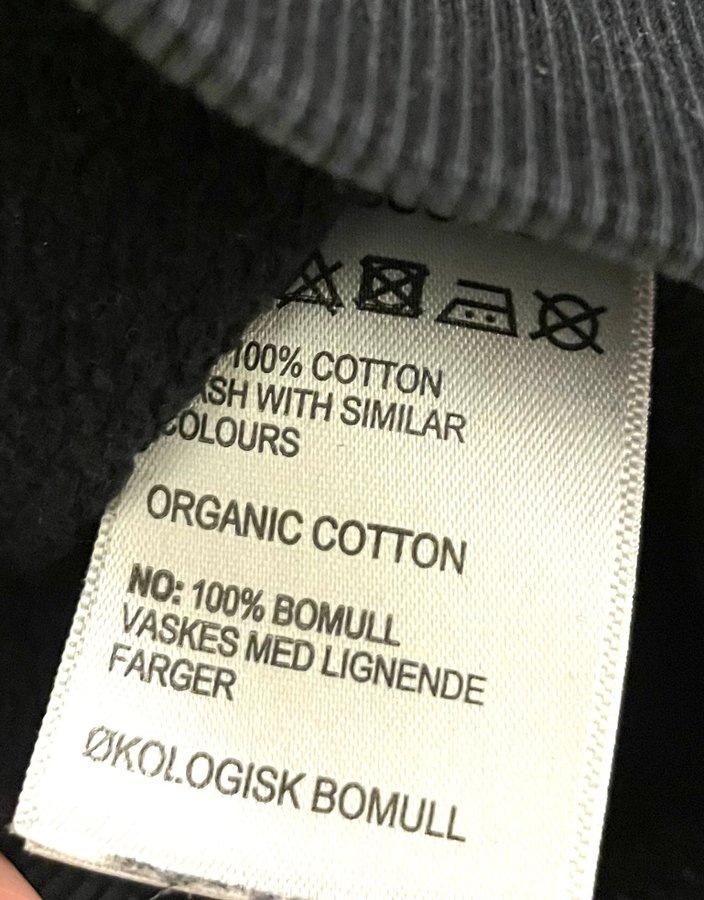 100% COTTON
WITH SIMILAR
COLOURS
ORGANIC COTTON
NO: 100% BOMULL
VASKES MED LIGNENDE
FARGER
ØKOLOGISK BOMULL